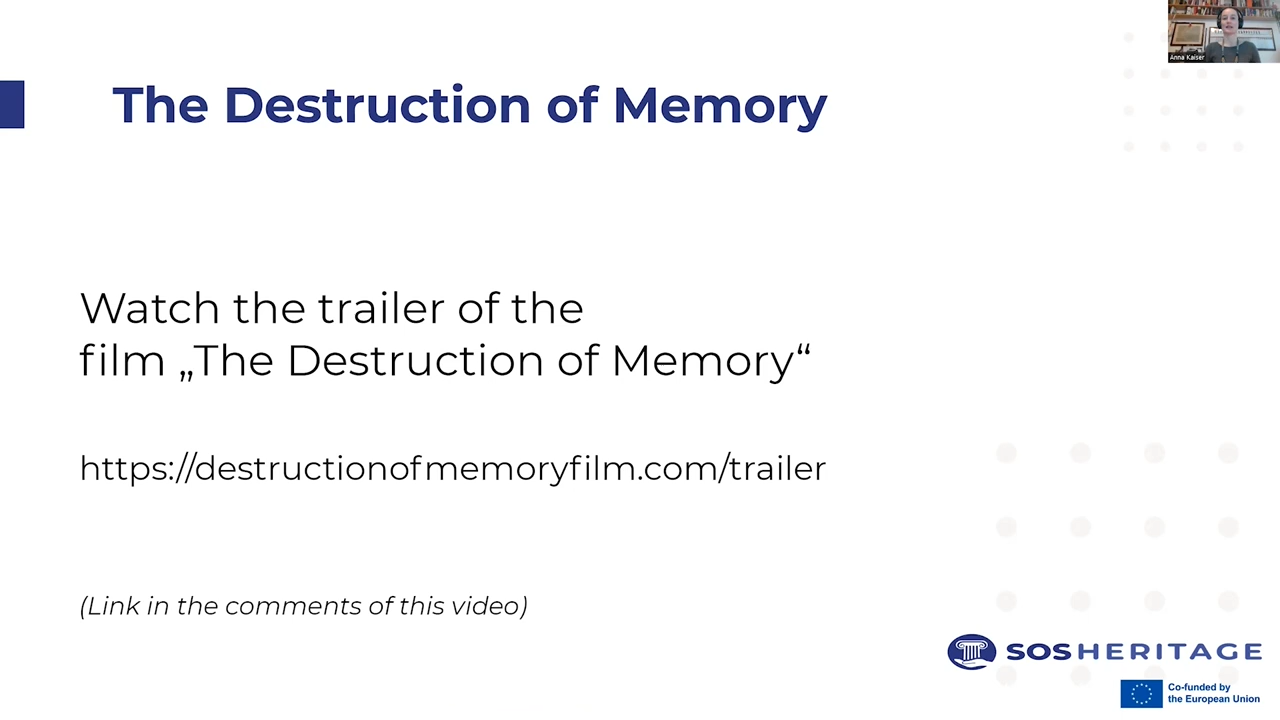 Anna Kaiser
The Destruction of Memory
Watch the trailer of the
film „The Destruction of Memory“
https://destructionofmemoryfilm.com/trailer
(Link in the comments of this video)
SOSHERITAGE
Co-funded by
the European Union